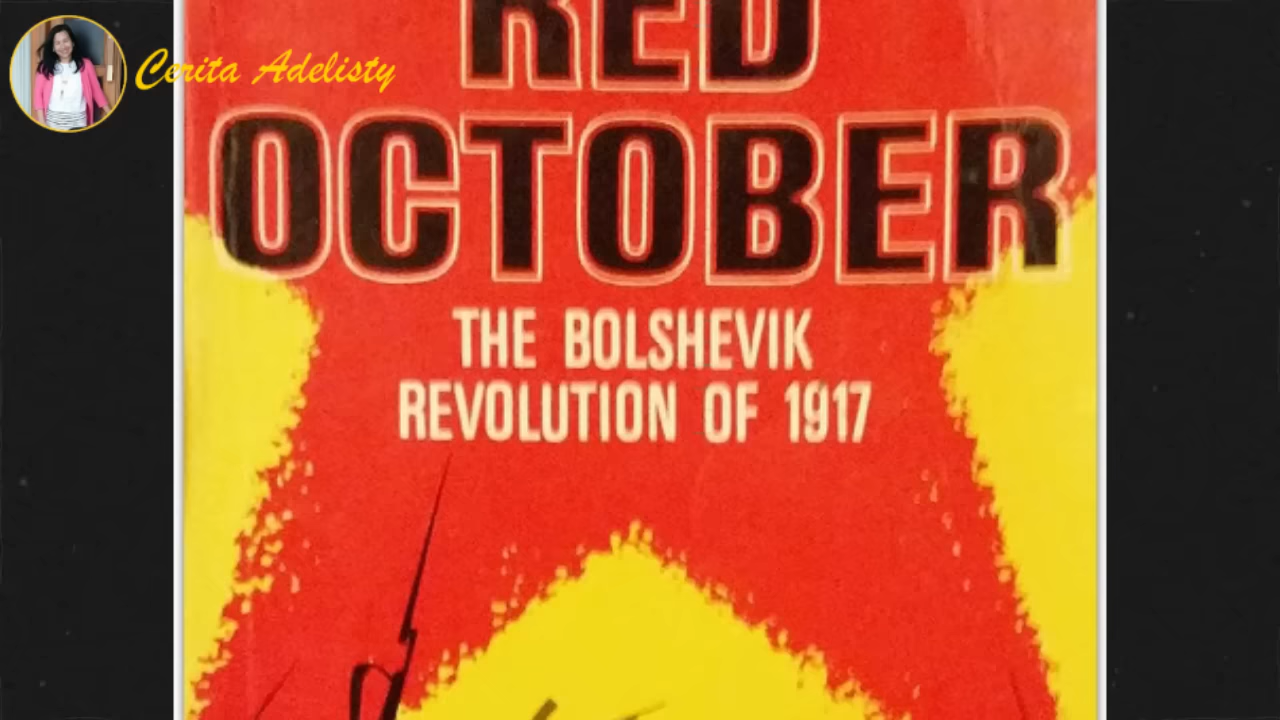 Cerita Adelisty
RED
OCTOBER
THE BOLSHEVIK
REVOLUTION OF 1917